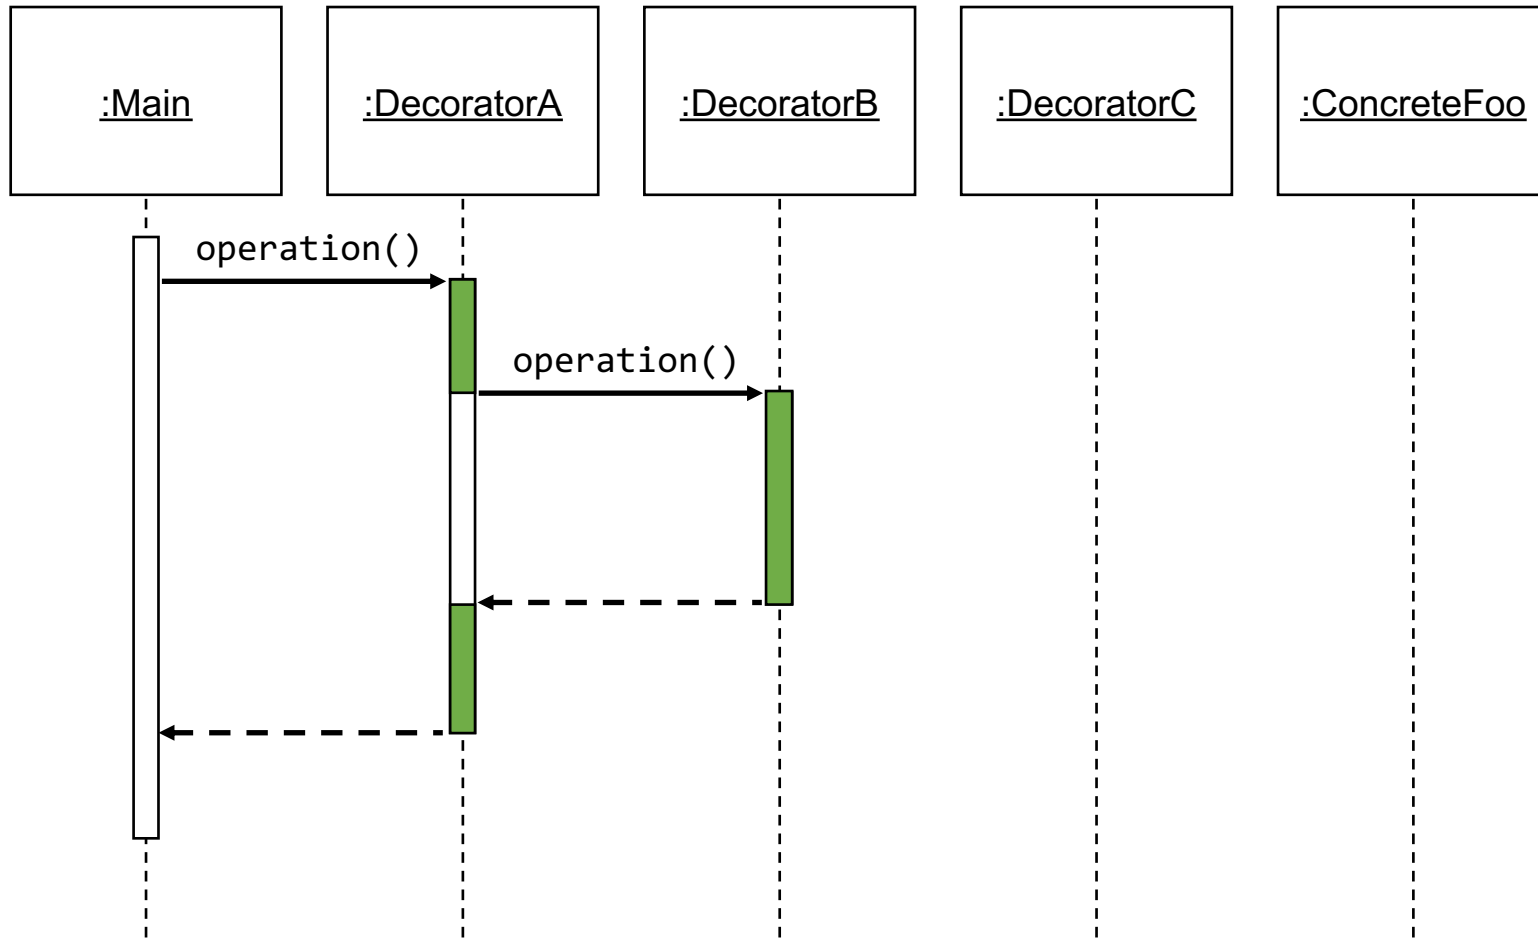 :Main
:DecoratorA
:DecoratorB
:DecoratorC
:ConcreteFoo
operation()
operation()